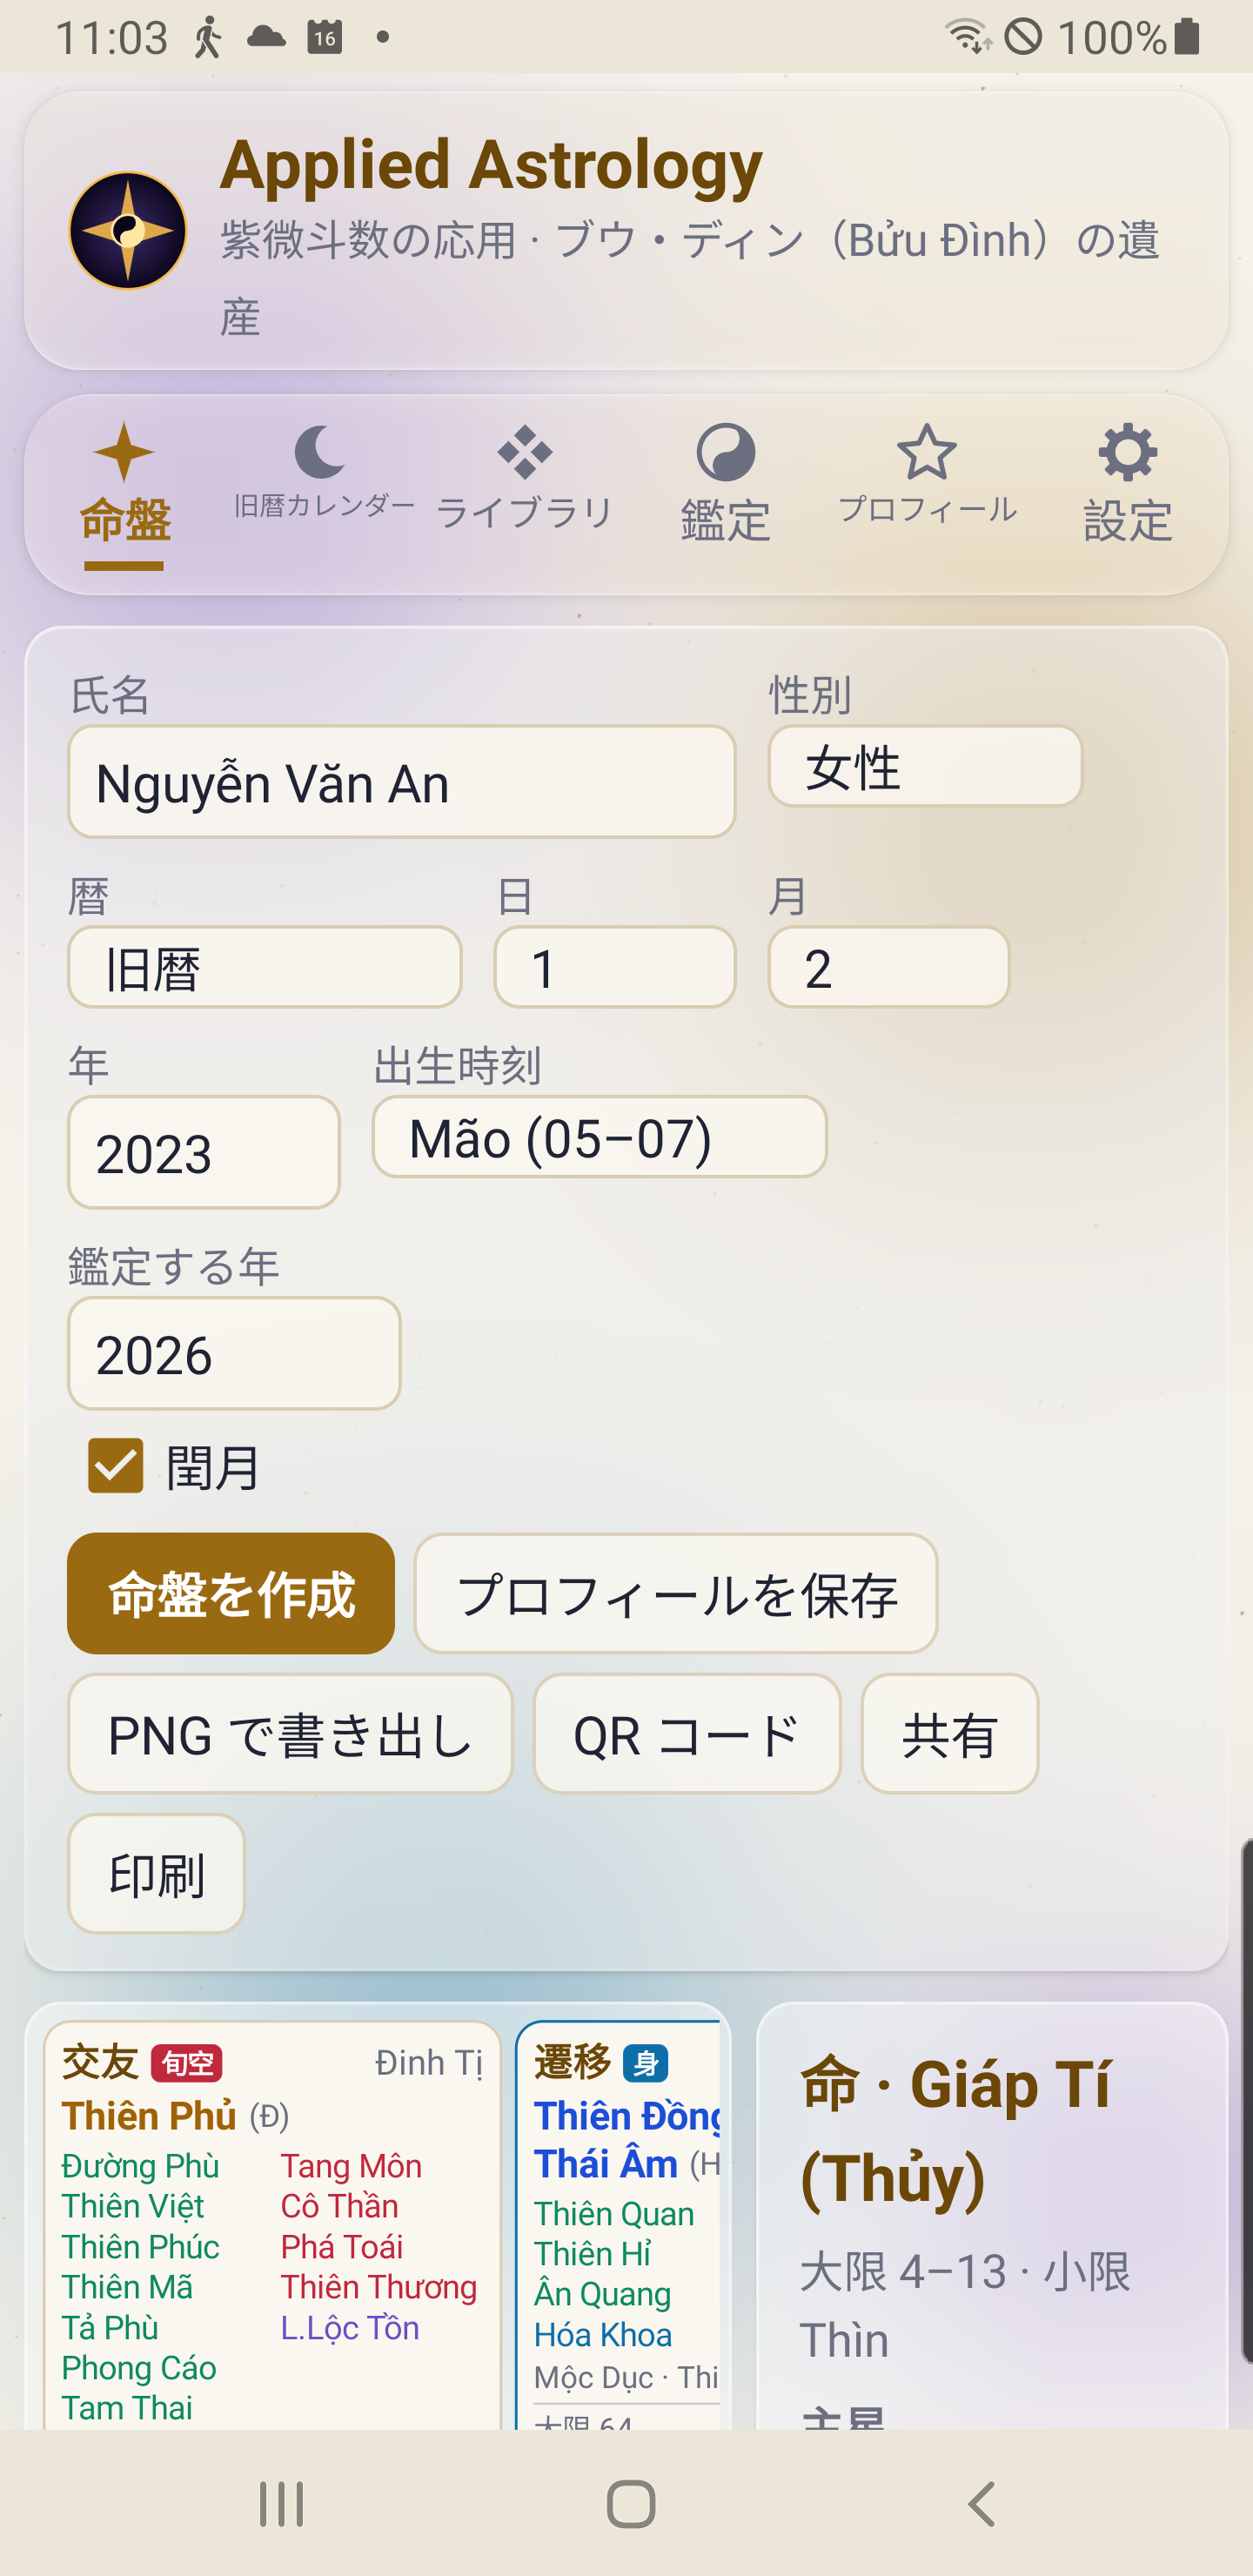 11:03
16
100%
Applied Astrology
紫微斗数の応用 · ブウ・ディン（Bửu Đình）の遺
産
命盤
旧暦カレンダー
ライブラリ
鑑定
プロフィール
設定
氏名
性別
Nguyễn Văn An
女性
暦
日
月
旧暦
1
2
年
出生時刻
2023
Mão (05–07)
鑑定する年
2026
閏月
命盤を作成
プロフィールを保存
PNG で書き出し
QR コード
共有
印刷
交友 旬空 Đinh Tị
Thiên Phủ (Đ)
Đường Phù Tang Môn
Thiên Việt Cô Thần
Thiên Phúc Phá Toái
Thiên Mã Thiên Thương
Tả Phù L.Lộc Tồn
Phong Cáo
Tam Thai
遷移 身
Thiên Đồng
Thái Âm (H
Thiên Quan
Thiên Hỉ
Ân Quang
Hóa Khoa
Mộc Dục · Thi
大限 64
命 · Giáp Tí
(Thủy)
大限 4–13 · 小限
Thìn
主星